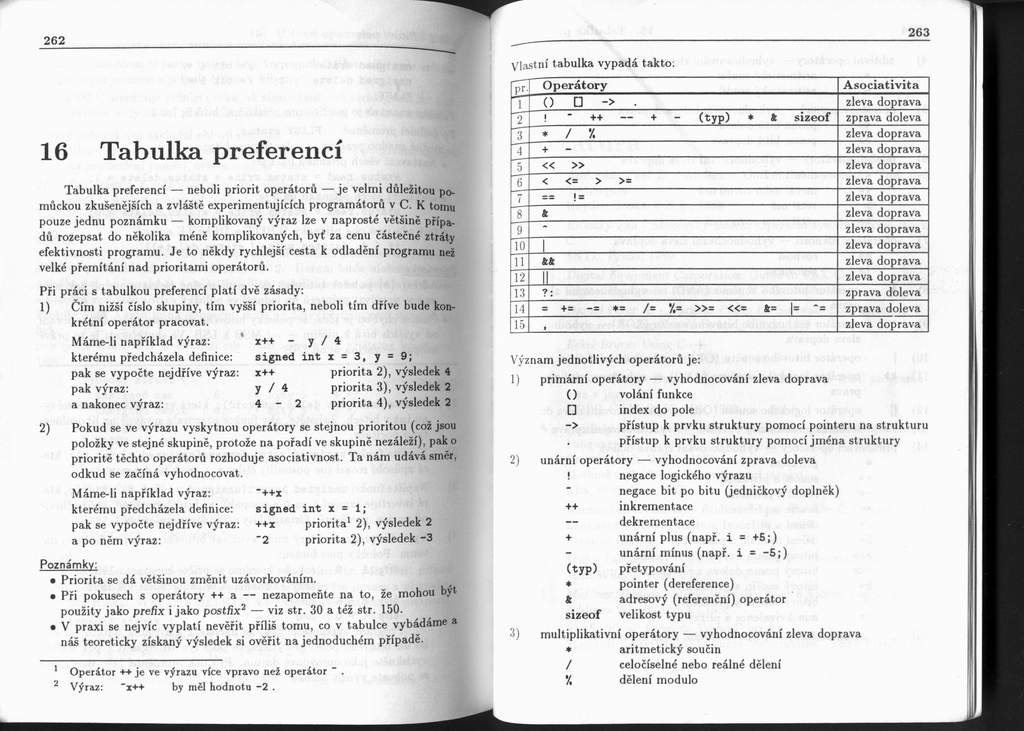 262
16 Tabulka preferencí
Tabulka preferencí — neboli priorit operátorů — je velmi důležitou po-
můckou zkušenějších a zvláště experimentujících programátorů v C. K tomu
pouze jednu poznámku — komplikovaný výraz lze v naprosté většině přípa-
dů rozepsat do několika méně komplikovaných, byť za cenu částečné ztráty
efektivnosti programu. Je to někdy rychlejší cesta k odladění programu než
velké přemítání nad prioritami operátorů.
Při práci s tabulkou preferencí platí dvě zásady:
1) Čím nižší číslo skupiny, tím vyšší priorita, neboli tím dříve bude kon-
krétní operátor pracovat.
Máme-li například výraz: x++ - y / 4
kterému předcházela definice: signed int x = 3, y = 9;
pak se vypočte nejdříve výraz: x++ priorita 2), výsledek 4
pak výraz: y / 4 priorita 3), výsledek 2
a nakonec výraz: 4 - 2 priorita 4), výsledek 2
2) Pokud se ve výrazu vyskytnou operátory se stejnou prioritou (což jsou
položky ve stejné skupině, protože na pořadí ve skupině nezáleží), pak o
prioritě těchto operátorů rozhoduje asociativnost. Ta nám udává směr,
odkud se začíná vyhodnocovat.
Máme-li například výraz: ~++x
kterému předcházela definice: signed int x = 1;
pak se vypočte nejdříve výraz: ++x priorita¹ 2), výsledek 2
a po něm výraz: ~2 priorita 2), výsledek -3
Poznámky:
• Priorita se dá většinou změnit uzávorkováním.
• Při pokusech s operátory ++ a -- nezapomeňte na to, že mohou být
použity jako prefix i jako postfix² — viz str. 30 a též str. 150.
• V praxi se nejvíc vyplatí nevěřit příliš tomu, co v tabulce vybádáme a
náš teoreticky získaný výsledek si ověřit na jednoduchém případě.
¹ Operátor ++ je ve výrazu více vpravo než operátor ~ .
² Výraz: ~x++ by měl hodnotu -2 .
263
Vlastní tabulka vypadá takto:
pr. Operátory Asociativita
1 () [] -> . zleva doprava
2 ! ~ ++ -- + - (typ) * & sizeof zprava doleva
3 * / % zleva doprava
4 + - zleva doprava
5 << >> zleva doprava
6 < <= > >= zleva doprava
7 == != zleva doprava
8 & zleva doprava
9 ^ zleva doprava
10 | zleva doprava
11 && zleva doprava
12 || zleva doprava
13 ?: zprava doleva
14 = += -= *= /= %= >>= <<= &= |= ^= zprava doleva
15 , zleva doprava
Význam jednotlivých operátorů je:
1) primární operátory — vyhodnocování zleva doprava
() volání funkce
[] index do pole
-> přístup k prvku struktury pomocí pointeru na strukturu
. přístup k prvku struktury pomocí jména struktury
2) unární operátory — vyhodnocování zprava doleva
! negace logického výrazu
~ negace bit po bitu (jedničkový doplněk)
++ inkrementace
-- dekrementace
+ unární plus (např. i = +5;)
- unární mínus (např. i = -5;)
(typ) přetypování
* pointer (dereference)
& adresový (referenční) operátor
sizeof velikost typu
3) multiplikativní operátory — vyhodnocování zleva doprava
* aritmetický součin
/ celočíselné nebo reálné dělení
% dělení modulo